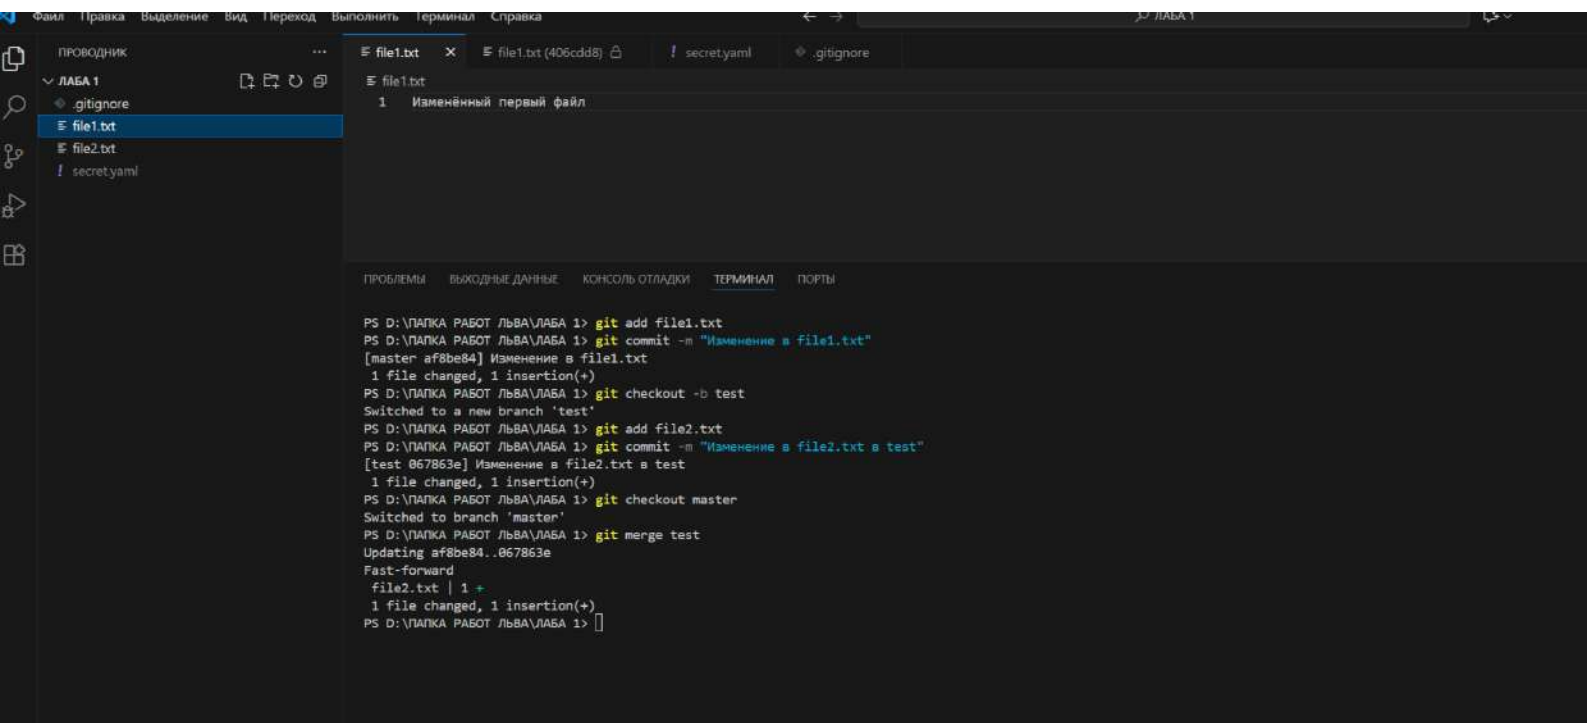 Файл Правка Выделение Вид Переход Выполнить Терминал Справка
ЛАБА 1
ПРОВОДНИК
ЛАБА 1
.gitignore
file1.txt
file2.txt
secret.yaml
file1.txt file1.txt (406cdd8) secret.yaml .gitignore
file1.txt
1 Изменённый первый файл
ПРОБЛЕМЫ ВЫХОДНЫЕ ДАННЫЕ КОНСОЛЬ ОТЛАДКИ ТЕРМИНАЛ ПОРТЫ
PS D:\ПАПКА РАБОТ ЛЬВА\ЛАБА 1> git add file1.txt
PS D:\ПАПКА РАБОТ ЛЬВА\ЛАБА 1> git commit -m "Изменение в file1.txt"
[master af8be84] Изменение в file1.txt
1 file changed, 1 insertion(+)
PS D:\ПАПКА РАБОТ ЛЬВА\ЛАБА 1> git checkout -b test
Switched to a new branch 'test'
PS D:\ПАПКА РАБОТ ЛЬВА\ЛАБА 1> git add file2.txt
PS D:\ПАПКА РАБОТ ЛЬВА\ЛАБА 1> git commit -m "Изменение в file2.txt в test"
[test 067863e] Изменение в file2.txt в test
1 file changed, 1 insertion(+)
PS D:\ПАПКА РАБОТ ЛЬВА\ЛАБА 1> git checkout master
Switched to branch 'master'
PS D:\ПАПКА РАБОТ ЛЬВА\ЛАБА 1> git merge test
Updating af8be84..067863e
Fast-forward
file2.txt | 1 +
1 file changed, 1 insertion(+)
PS D:\ПАПКА РАБОТ ЛЬВА\ЛАБА 1>